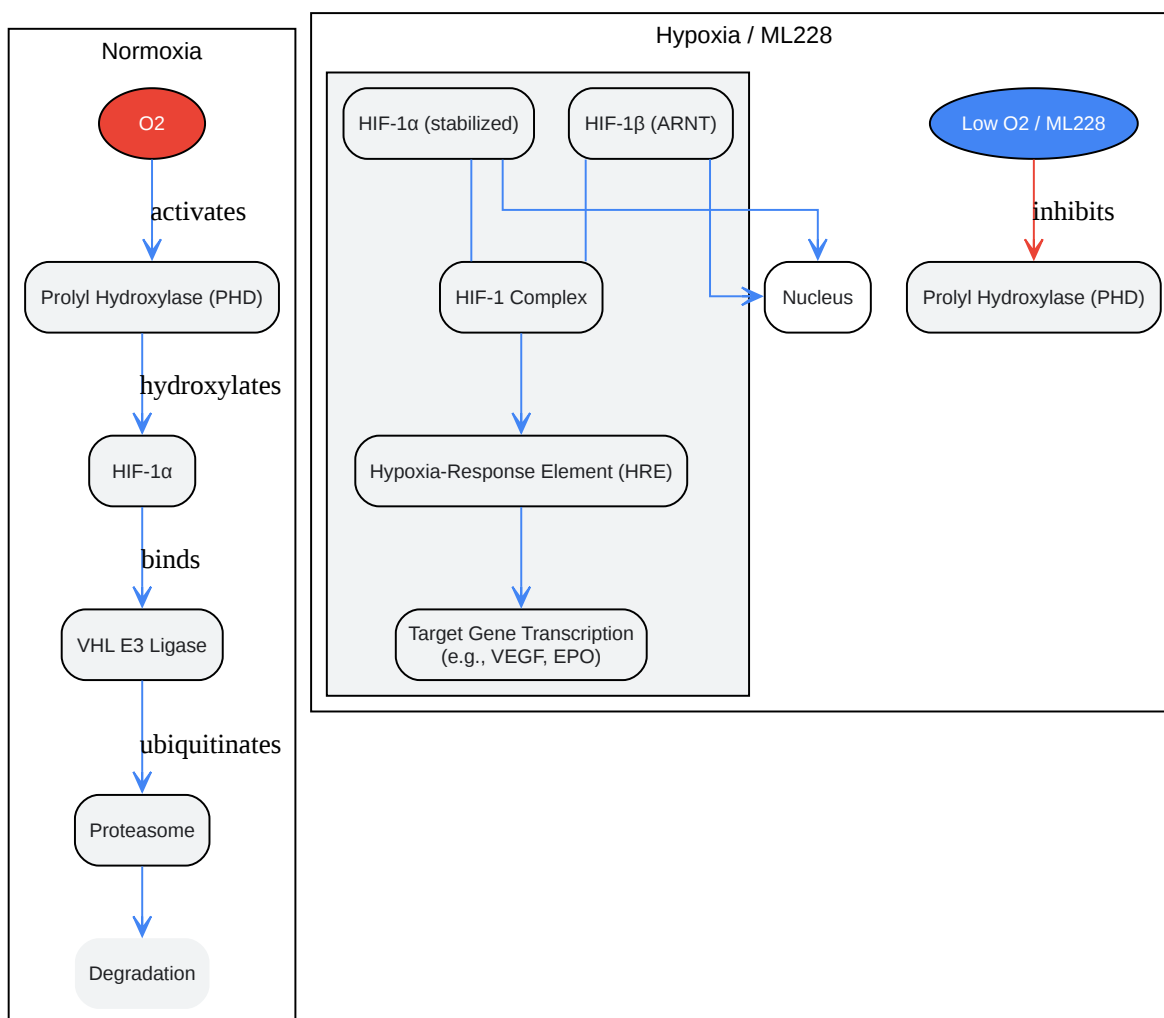 Normoxia
O2
activates
Prolyl Hydroxylase (PHD)
hydroxylates
HIF-1α
binds
VHL E3 Ligase
ubiquitinates
Proteasome
Degradation
Hypoxia / ML228
HIF-1α (stabilized)
HIF-1β (ARNT)
Low O2 / ML228
inhibits
HIF-1 Complex
Nucleus
Prolyl Hydroxylase (PHD)
Hypoxia-Response Element (HRE)
Target Gene Transcription
(e.g., VEGF, EPO)